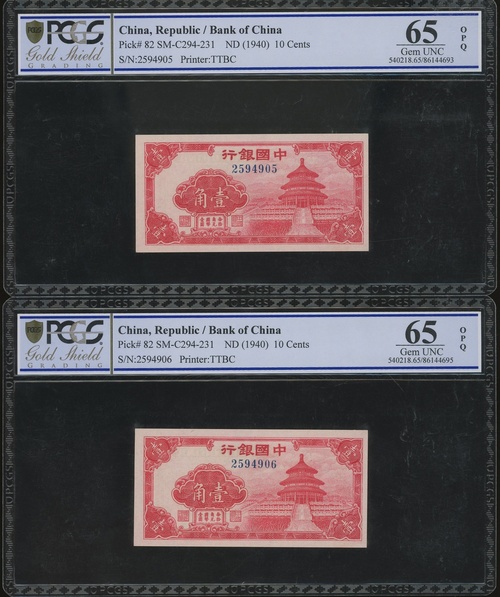 PCGS
Gold Shield
GRADING
China, Republic / Bank of China
Pick# 82 SM-C294-231 ND (1940) 10 Cents
S/N:2594905 Printer:TTBC
65
Gem UNC
540218.65/86144693
OPQ
行銀國中
2594905
角壹
PCGS
Gold Shield
GRADING
China, Republic / Bank of China
Pick# 82 SM-C294-231 ND (1940) 10 Cents
S/N:2594906 Printer:TTBC
65
Gem UNC
540218.65/86144695
OPQ
行銀國中
2594906
角壹